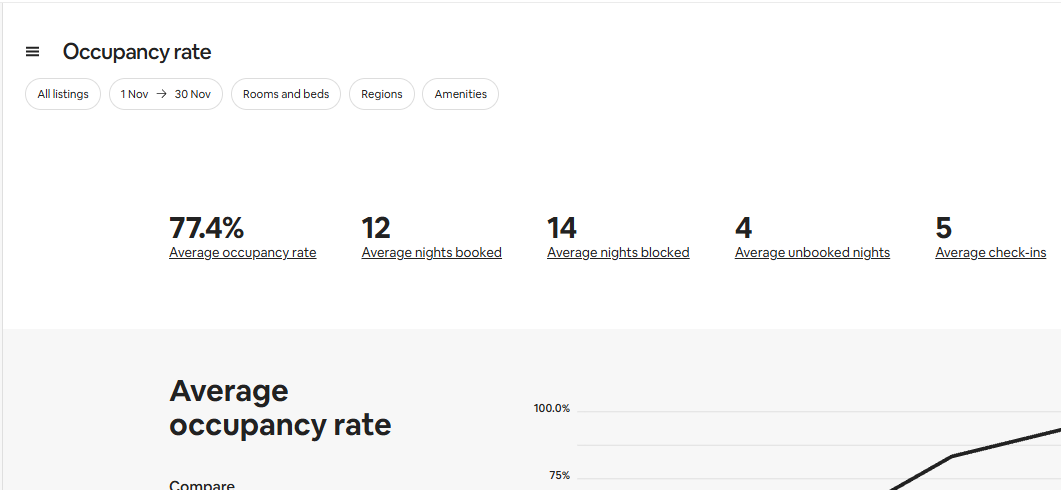 Occupancy rate
All listings
1 Nov → 30 Nov
Rooms and beds
Regions
Amenities
77.4%
Average occupancy rate
12
Average nights booked
14
Average nights blocked
4
Average unbooked nights
5
Average check-ins
Average
occupancy rate
Compare
100.0%
75%